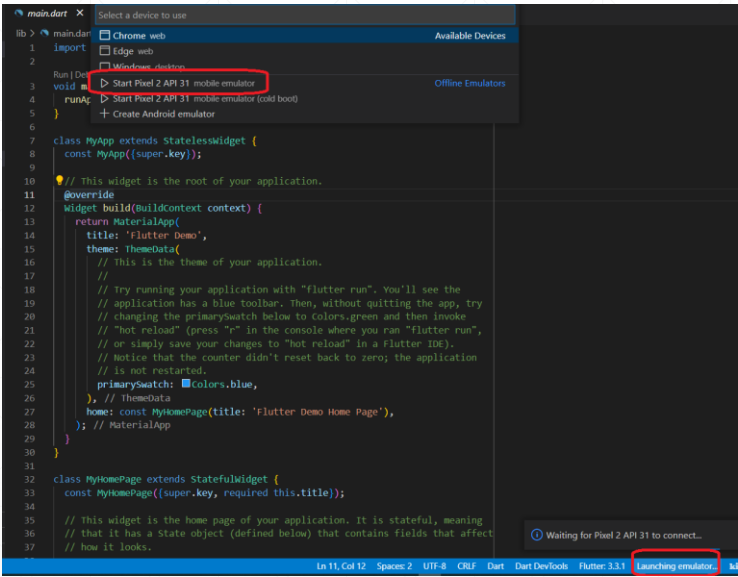 main.dart
Select a device to use
lib > main.dar
Chrome web Available Devices
1 import
Edge web
2
Windows desktop
Run | De
3 void m
Start Pixel 2 API 31 mobile emulator Offline Emulators
4 runAp
Start Pixel 2 API 31 mobile emulator (cold boot)
5 }
Create Android emulator
6
7 class MyApp extends StatelessWidget {
8 const MyApp({super.key});
9
10 // This widget is the root of your application.
11 @override
12 Widget build(BuildContext context) {
13 return MaterialApp(
14 title: 'Flutter Demo',
15 theme: ThemeData(
16 // This is the theme of your application.
17 //
18 // Try running your application with "flutter run". You'll see the
19 // application has a blue toolbar. Then, without quitting the app, try
20 // changing the primarySwatch below to Colors.green and then invoke
21 // "hot reload" (press "r" in the console where you ran "flutter run",
22 // or simply save your changes to "hot reload" in a Flutter IDE).
23 // Notice that the counter didn't reset back to zero; the application
24 // is not restarted.
25 primarySwatch: Colors.blue,
26 ), // ThemeData
27 home: const MyHomePage(title: 'Flutter Demo Home Page'),
28 ); // MaterialApp
29 }
30 }
31
32 class MyHomePage extends StatefulWidget {
33 const MyHomePage({super.key, required this.title});
34
35 // This widget is the home page of your application. It is stateful, meaning
36 // that it has a State object (defined below) that contains fields that affect
37 // how it looks.
Waiting for Pixel 2 API 31 to connect...
Ln 11, Col 12 Spaces: 2 UTF-8 CRLF Dart Dart DevTools Flutter: 3.3.1 Launching emulator...